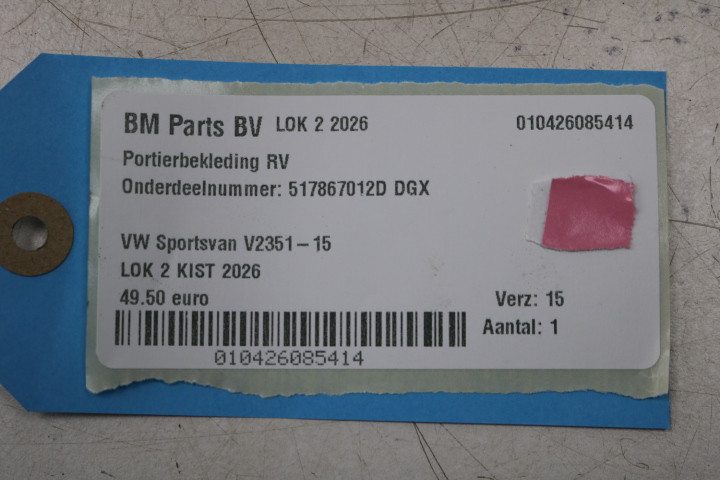 BM Parts BV LOK 2 2026 010426085414
Portierbekleding RV
Onderdeelnummer: 517867012D DGX
VW Sportsvan V2351-15
LOK 2 KIST 2026
49.50 euro Verz: 15
Aantal: 1
010426085414